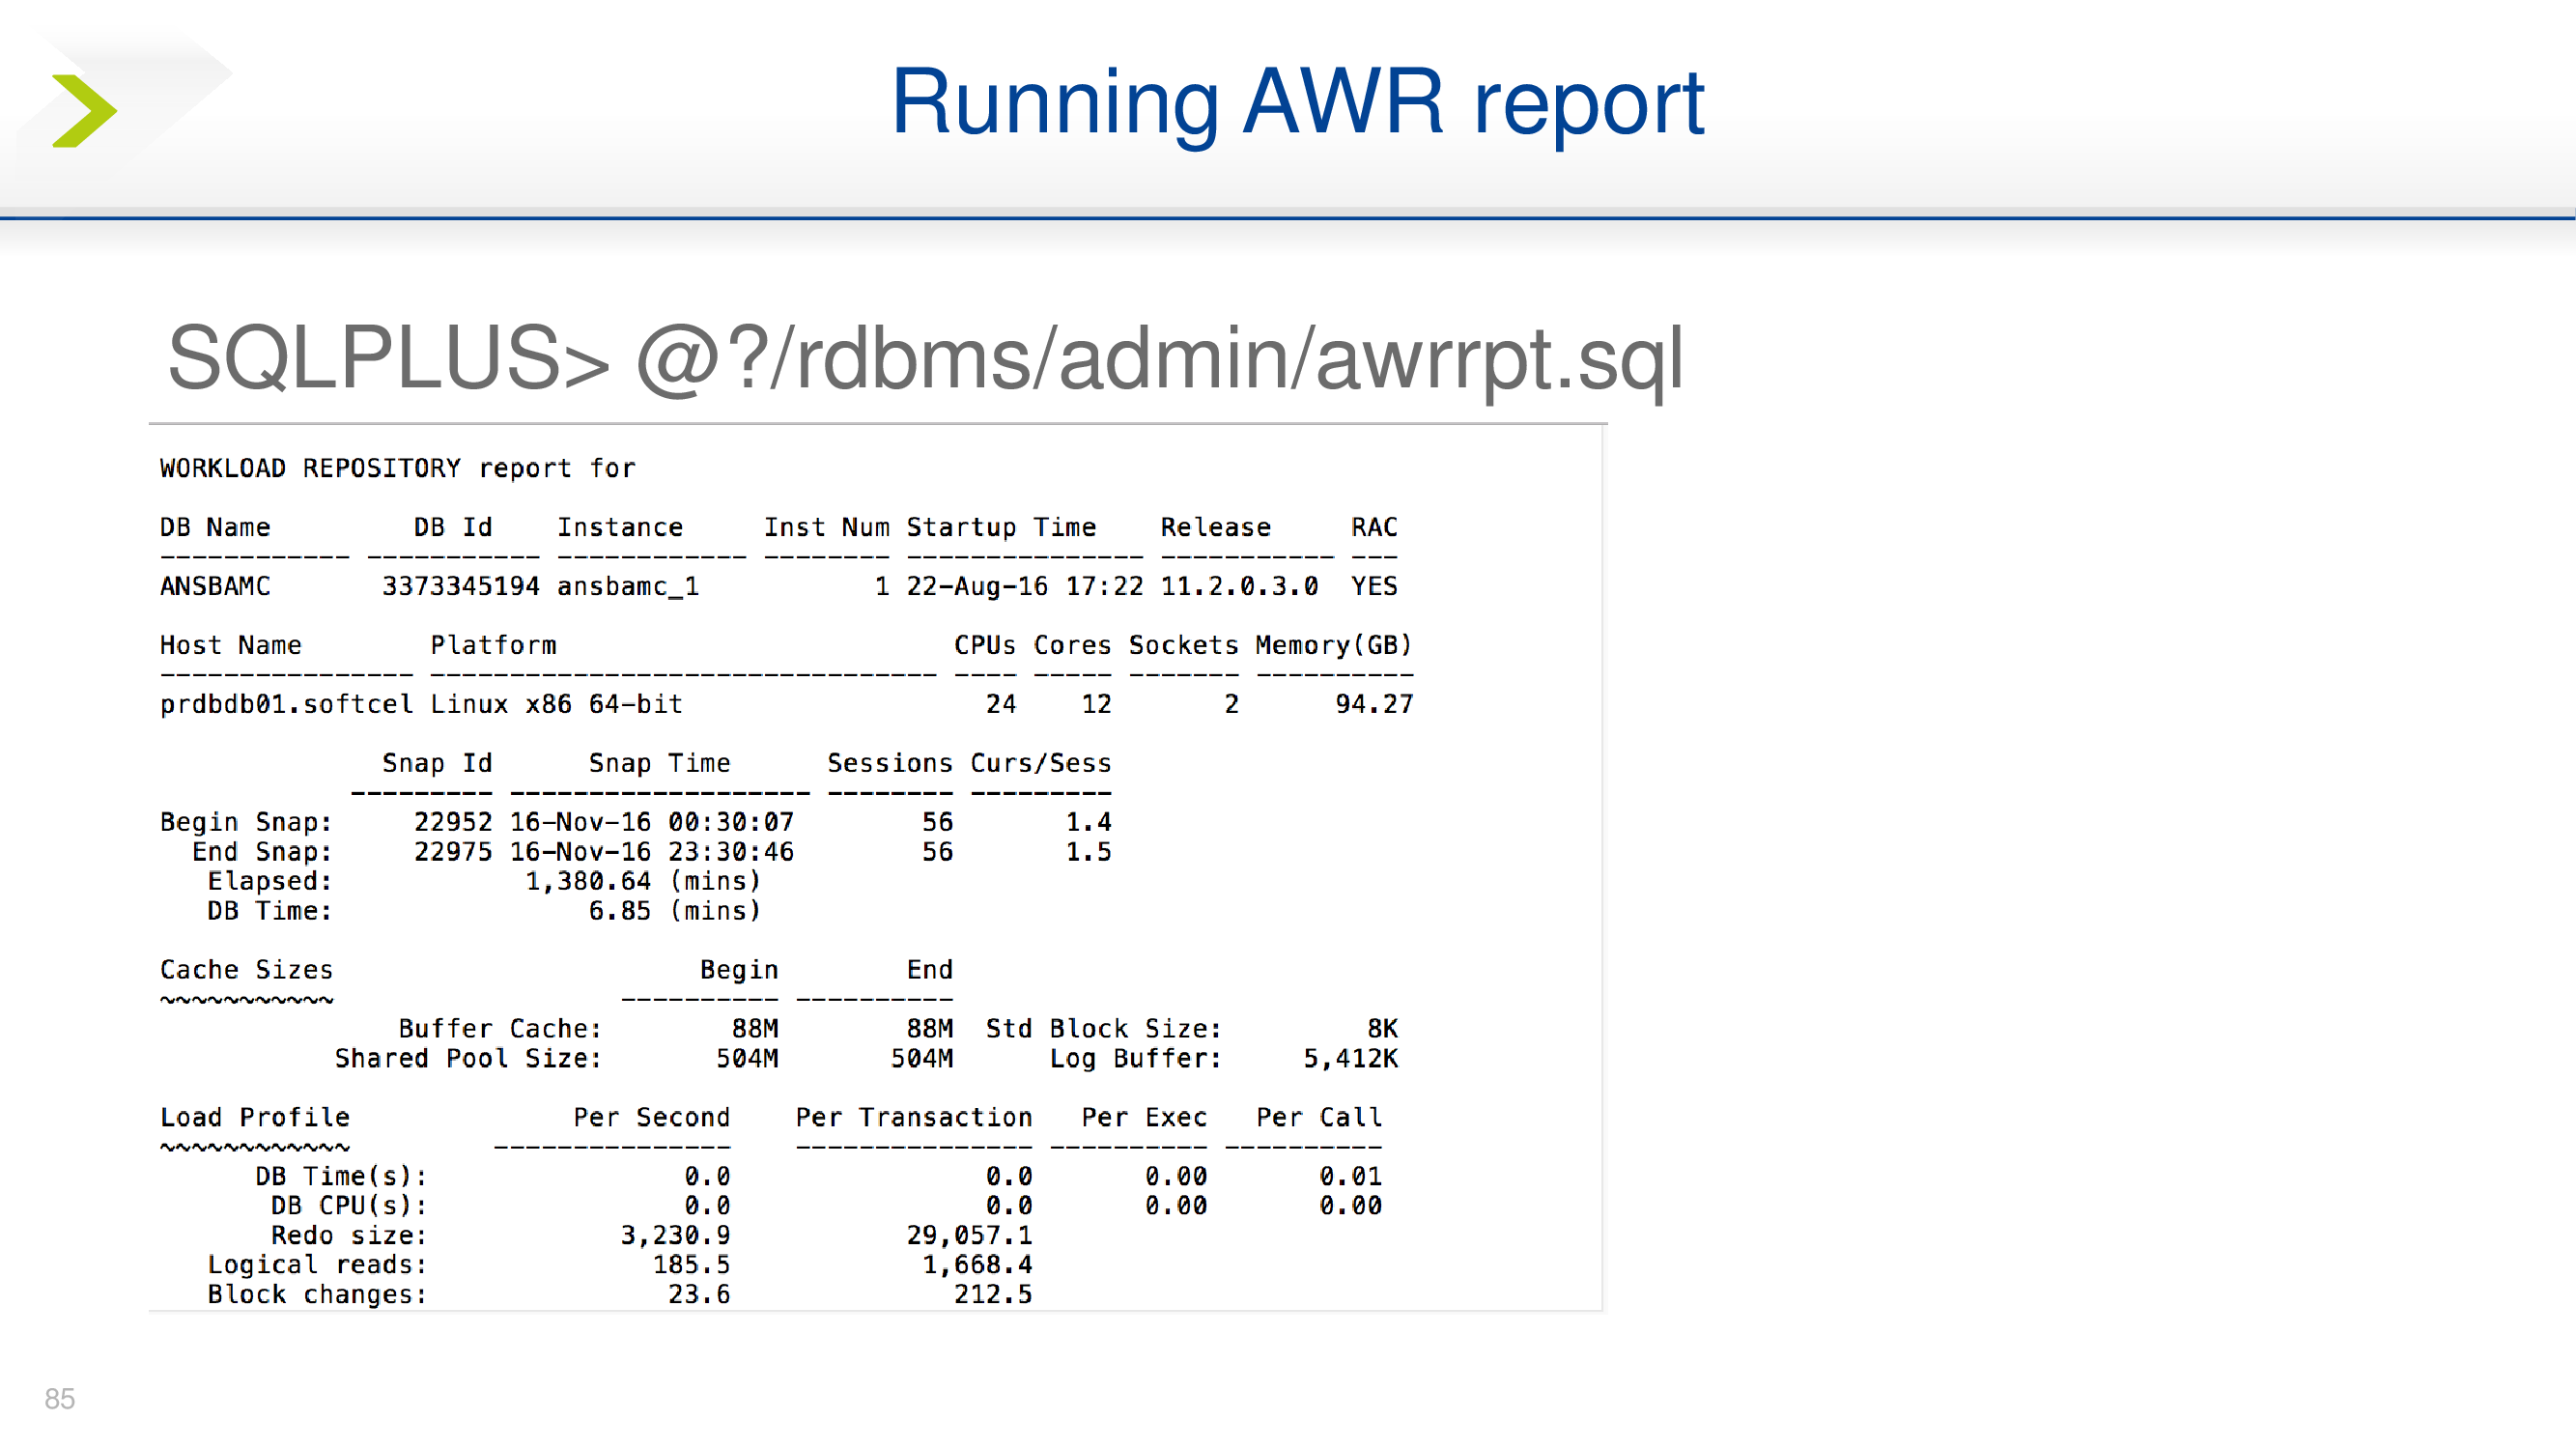 Running AWR report
SQLPLUS> @?/rdbms/admin/awrrpt.sql
WORKLOAD REPOSITORY report for
DB Name         DB Id    Instance     Inst Num Startup Time    Release     RAC
------------ ----------- ------------ -------- --------------- ----------- ---
ANSBAMC       3373345194 ansbamc_1           1 22-Aug-16 17:22 11.2.0.3.0  YES
Host Name        Platform                         CPUs Cores Sockets Memory(GB)
---------------- -------------------------------- ---- ----- ------- ----------
prdbdb01.softcel Linux x86 64-bit                   24    12       2      94.27
              Snap Id      Snap Time      Sessions Curs/Sess
            --------- ------------------- -------- ---------
Begin Snap:     22952 16-Nov-16 00:30:07        56       1.4
  End Snap:     22975 16-Nov-16 23:30:46        56       1.5
   Elapsed:            1,380.64 (mins)
   DB Time:                6.85 (mins)
Cache Sizes                       Begin        End
~~~~~~~~~~~                  ---------- ----------
               Buffer Cache:        88M        88M  Std Block Size:         8K
           Shared Pool Size:       504M       504M      Log Buffer:     5,412K
Load Profile              Per Second    Per Transaction   Per Exec   Per Call
~~~~~~~~~~~~         ---------------    --------------- ---------- ----------
      DB Time(s):                0.0                0.0       0.00       0.01
       DB CPU(s):                0.0                0.0       0.00       0.00
       Redo size:            3,230.9           29,057.1
   Logical reads:              185.5            1,668.4
   Block changes:               23.6              212.5
85